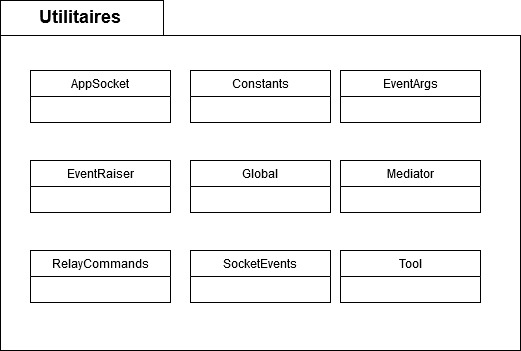 Utilitaires
AppSocket
Constants
EventArgs
EventRaiser
Global
Mediator
RelayCommands
SocketEvents
Tool